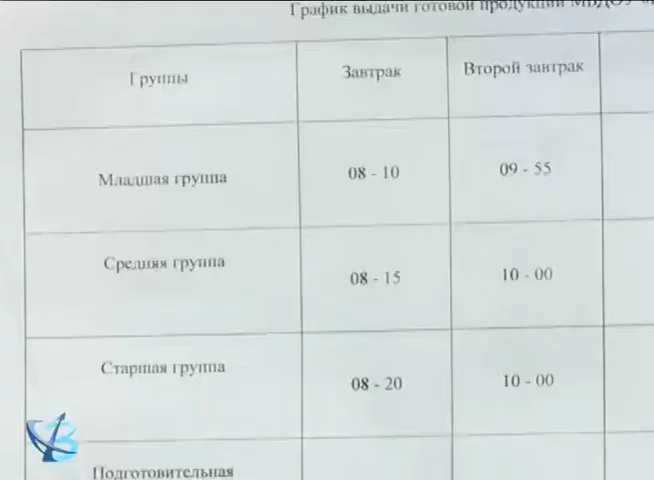 График выдачи готовой продукции МБДОУ
Группы Завтрак Второй завтрак
Младшая группа 08 - 10 09 - 55
Средняя группа 08 - 15 10 - 00
Старшая группа 08 - 20 10 - 00
Подготовительная